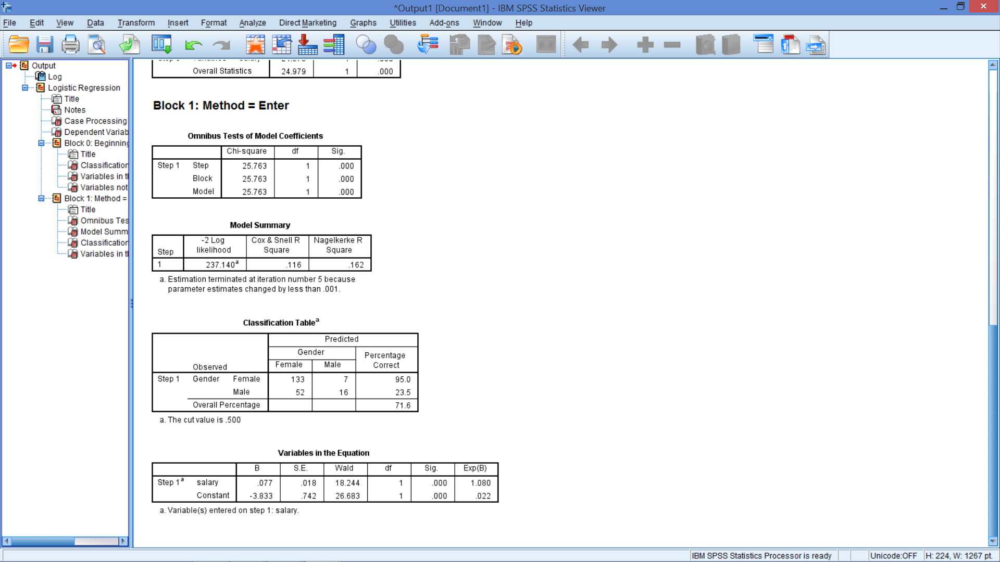 *Output1 [Document1] - IBM SPSS Statistics Viewer
File Edit View Data Transform Insert Format Analyze Direct Marketing Graphs Utilities Add-ons Window Help
Output
Log
Logistic Regression
Title
Notes
Case Processing
Dependent Variab
Block 0: Beginning
Title
Classification
Variables in t
Variables not
Block 1: Method =
Title
Omnibus Tes
Model Summ
Classification
Variables in t
Overall Statistics 24.979 1 .000
Block 1: Method = Enter
Omnibus Tests of Model Coefficients
Chi-square df Sig.
Step 1 Step 25.763 1 .000
Block 25.763 1 .000
Model 25.763 1 .000
Model Summary
Step -2 Log likelihood Cox & Snell R Square Nagelkerke R Square
1 237.140a .116 .162
a. Estimation terminated at iteration number 5 because
parameter estimates changed by less than .001.
Classification Tablea
Predicted
Gender Percentage Correct
Observed Female Male
Step 1 Gender Female 133 7 95.0
Male 52 16 23.5
Overall Percentage 71.6
a. The cut value is .500
Variables in the Equation
B S.E. Wald df Sig. Exp(B)
Step 1a salary .077 .018 18.244 1 .000 1.080
Constant -3.833 .742 26.683 1 .000 .022
a. Variable(s) entered on step 1: salary.
IBM SPSS Statistics Processor is ready Unicode:OFF H: 224, W: 1267 pt.